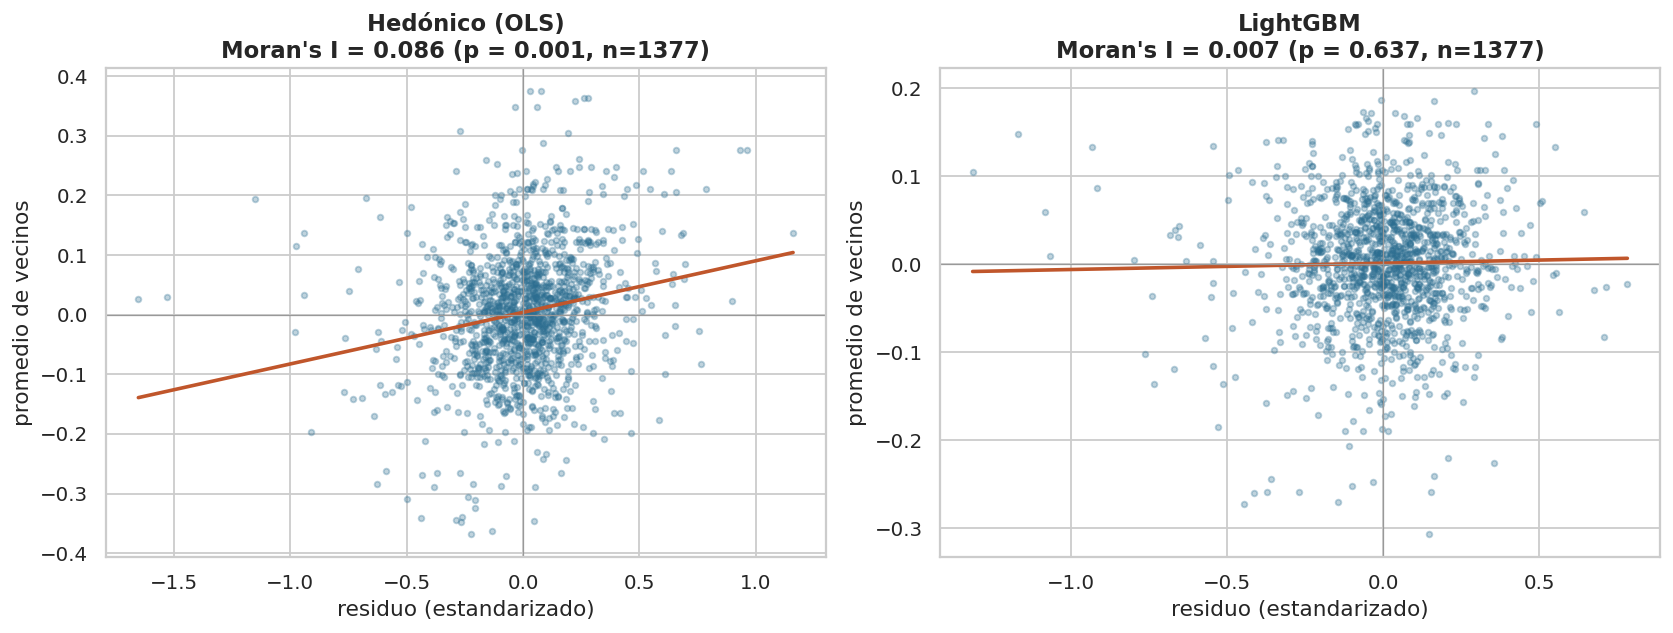 Hedónico (OLS)
Moran's I = 0.086 (p = 0.001, n=1377)
0.4
0.3
0.2
0.1
0.0
−0.1
−0.2
−0.3
−0.4
promedio de vecinos
−1.5 −1.0 −0.5 0.0 0.5 1.0
residuo (estandarizado)
LightGBM
Moran's I = 0.007 (p = 0.637, n=1377)
0.2
0.1
0.0
−0.1
−0.2
−0.3
promedio de vecinos
−1.0 −0.5 0.0 0.5
residuo (estandarizado)